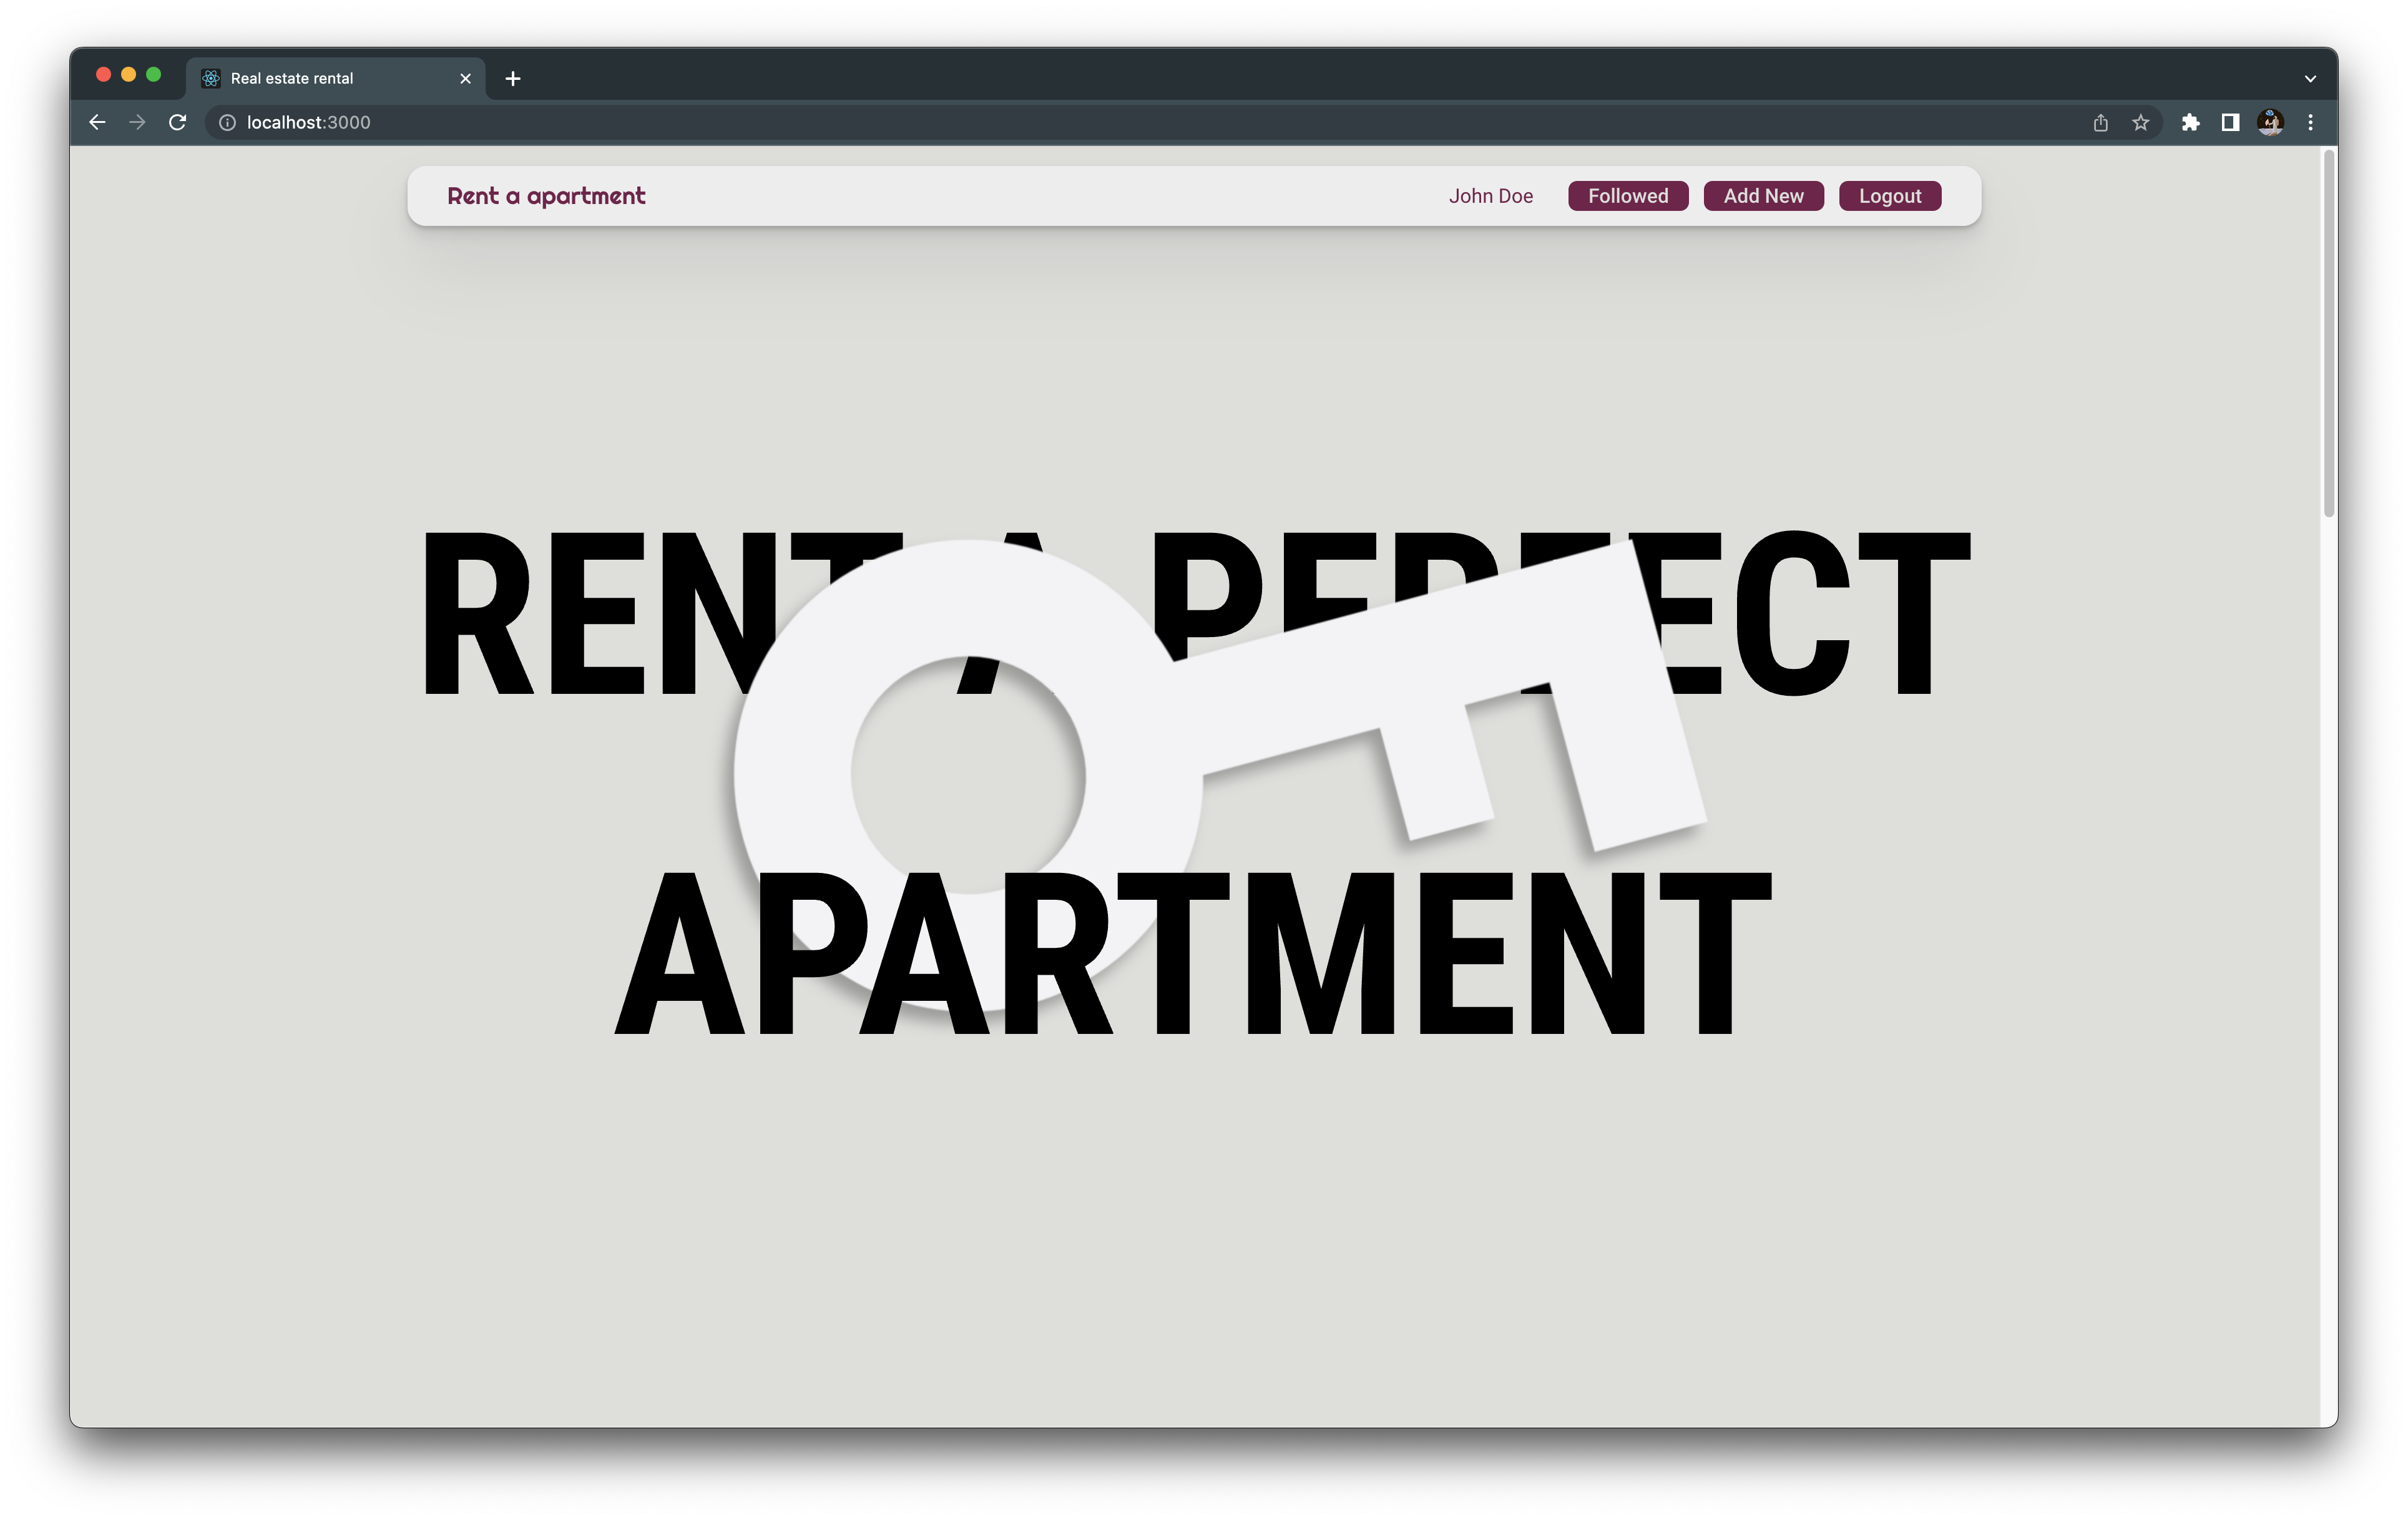 Real estate rental
localhost:3000
Rent a apartment
John Doe
Followed
Add New
Logout
RENT A PERFECT
APARTMENT